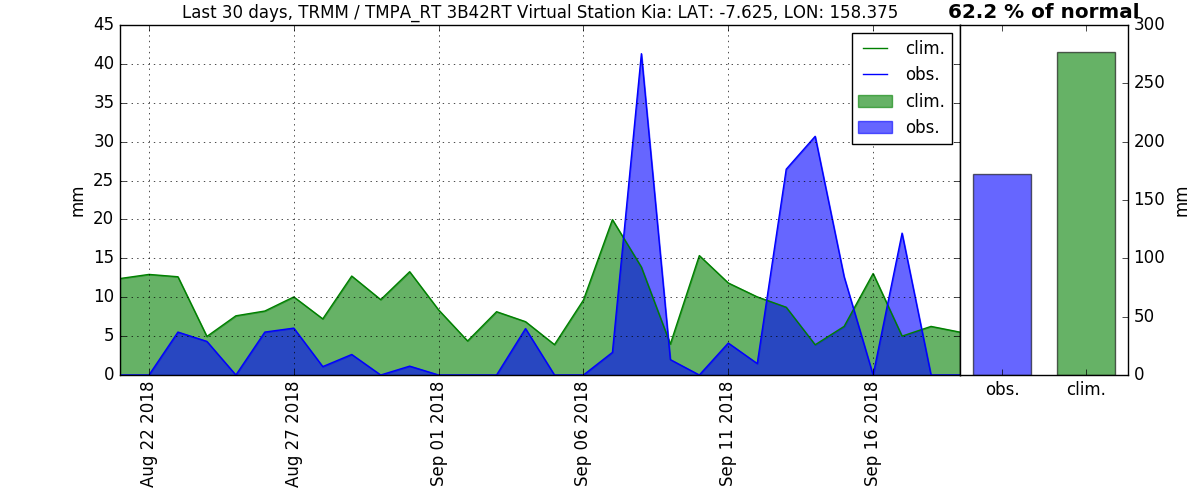 Last 30 days, TRMM / TMPA_RT 3B42RT Virtual Station Kia: LAT: -7.625, LON: 158.375
62.2 % of normal
45
40
35
30
25
20
15
10
5
0
mm
Aug 22 2018
Aug 27 2018
Sep 01 2018
Sep 06 2018
Sep 11 2018
Sep 16 2018
clim.
obs.
clim.
obs.
300
250
200
150
100
50
0
mm
obs.
clim.